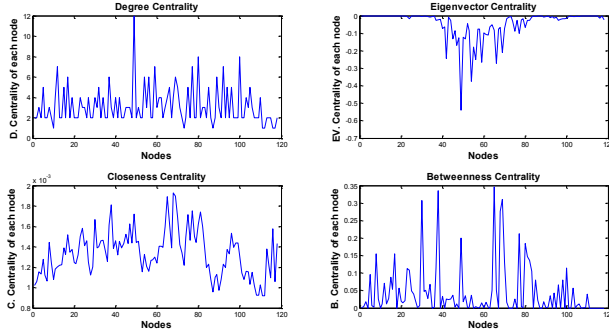 Degree Centrality
D. Centrality of each node
12
10
8
6
4
2
0
0 20 40 60 80 100 120
Nodes
Eigenvector Centrality
EV. Centrality of each node
0
-0.1
-0.2
-0.3
-0.4
-0.5
-0.6
-0.7
0 20 40 60 80 100 120
Nodes
Closeness Centrality
x 10⁻³
C. Centrality of each node
2
1.8
1.6
1.4
1.2
1
0.8
0 20 40 60 80 100 120
Nodes
Betweenness Centrality
B. Centrality of each node
0.35
0.3
0.25
0.2
0.15
0.1
0.05
0
0 20 40 60 80 100 120
Nodes